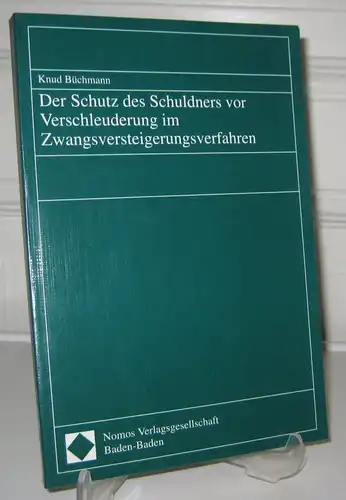 Knud Büchmann
Der Schutz des Schuldners vor
Verschleuderung im
Zwangsversteigerungsverfahren
Nomos Verlagsgesellschaft
Baden-Baden